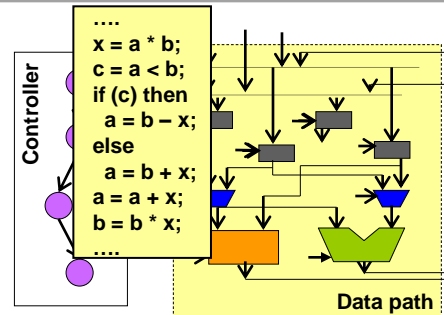 ....
x = a * b;
c = a < b;
if (c) then
a = b – x;
else
a = b + x;
a = a + x;
b = b * x;
....
Controller
Data path